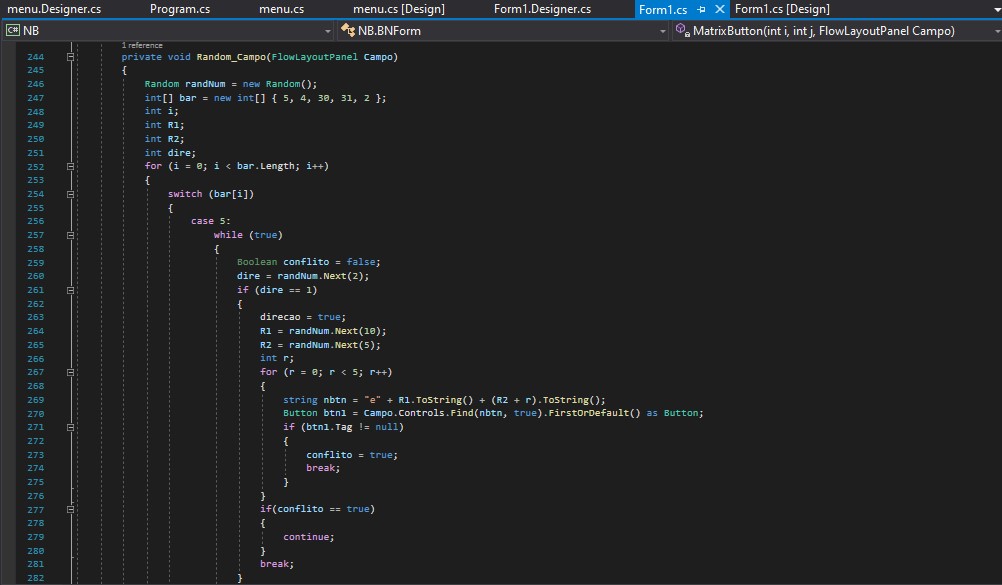 menu.Designer.cs Program.cs menu.cs menu.cs [Design] Form1.Designer.cs Form1.cs Form1.cs [Design]
C# NB NB.BNForm MatrixButton(int i, int j, FlowLayoutPanel Campo)
1 reference
244 private void Random_Campo(FlowLayoutPanel Campo)
245 {
246 Random randNum = new Random();
247 int[] bar = new int[] { 5, 4, 30, 31, 2 };
248 int i;
249 int R1;
250 int R2;
251 int dire;
252 for (i = 0; i < bar.Length; i++)
253 {
254 switch (bar[i])
255 {
256 case 5:
257 while (true)
258 {
259 Boolean conflito = false;
260 dire = randNum.Next(2);
261 if (dire == 1)
262 {
263 direcao = true;
264 R1 = randNum.Next(10);
265 R2 = randNum.Next(5);
266 int r;
267 for (r = 0; r < 5; r++)
268 {
269 string nbtn = "e" + R1.ToString() + (R2 + r).ToString();
270 Button btn1 = Campo.Controls.Find(nbtn, true).FirstOrDefault() as Button;
271 if (btn1.Tag != null)
272 {
273 conflito = true;
274 break;
275 }
276 }
277 if(conflito == true)
278 {
279 continue;
280 }
281 break;
282 }